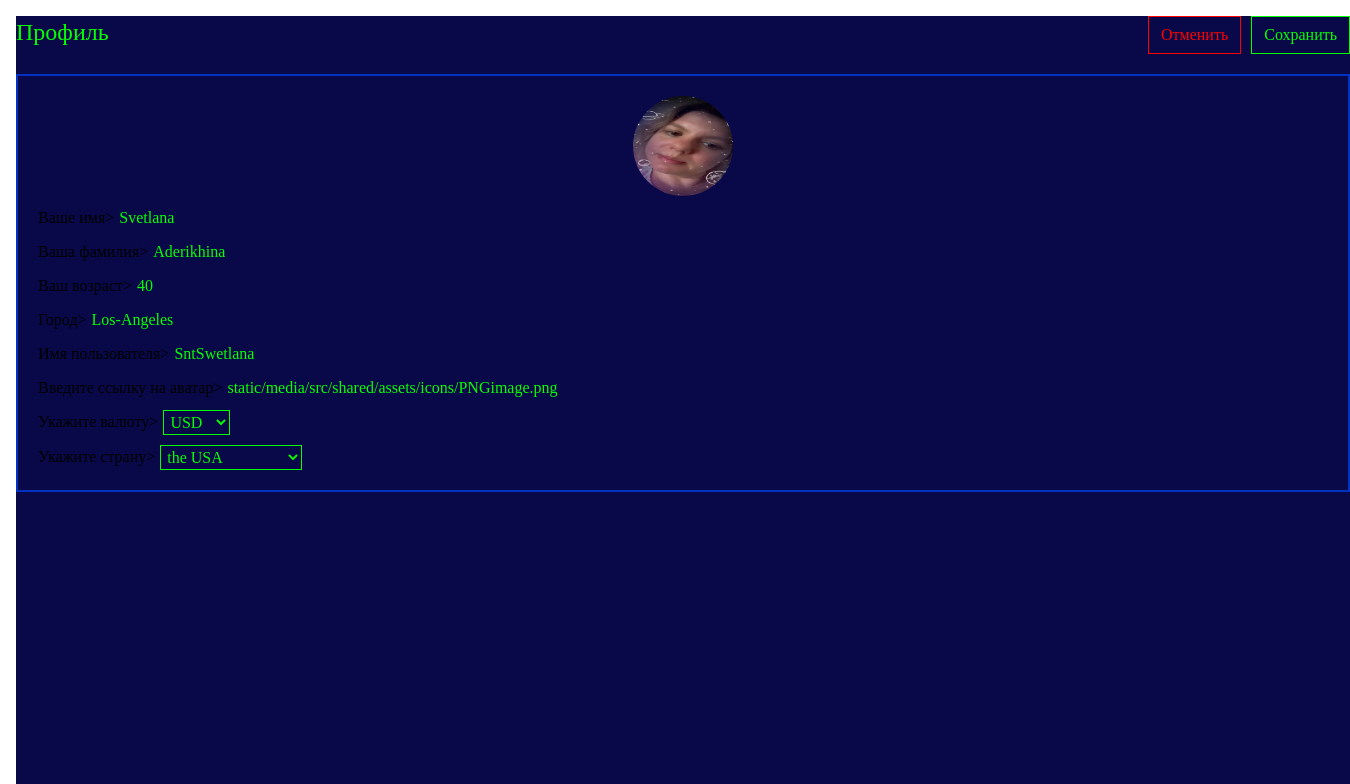 Профиль
Отменить
Сохранить
Ваше имя> Svetlana
Ваша фамилия> Aderikhina
Ваш возраст> 40
Город> Los-Angeles
Имя пользователя> SntSwetlana
Введите ссылку на аватар> static/media/src/shared/assets/icons/PNGimage.png
Укажите валюту> USD
Укажите страну> the USA